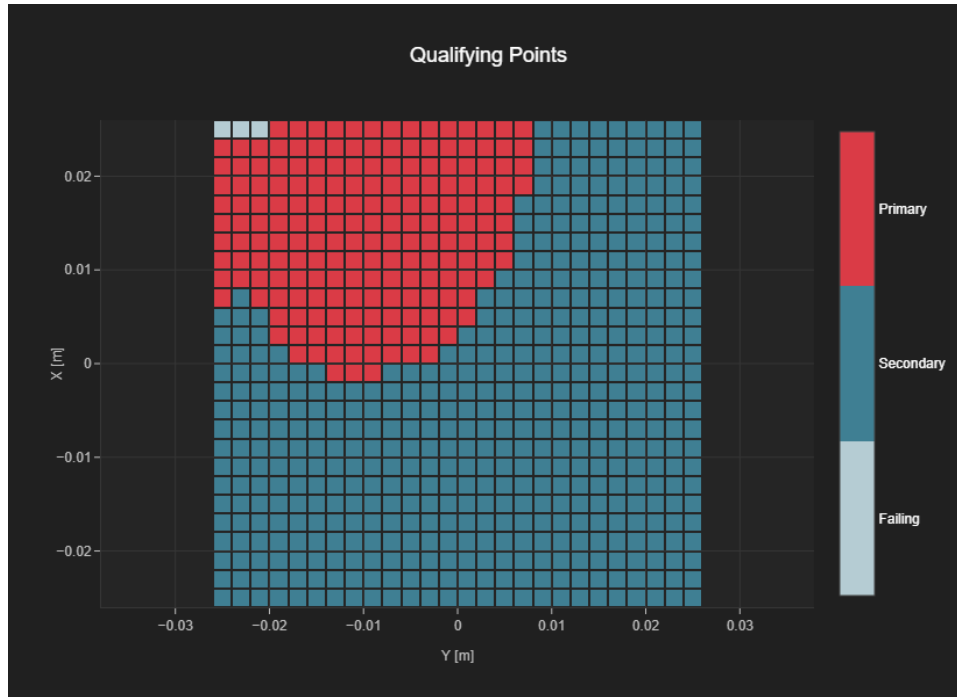 Qualifying Points
0.02
0.01
0
−0.01
−0.02
X [m]
−0.03
−0.02
−0.01
0
0.01
0.02
0.03
Y [m]
Primary
Secondary
Failing